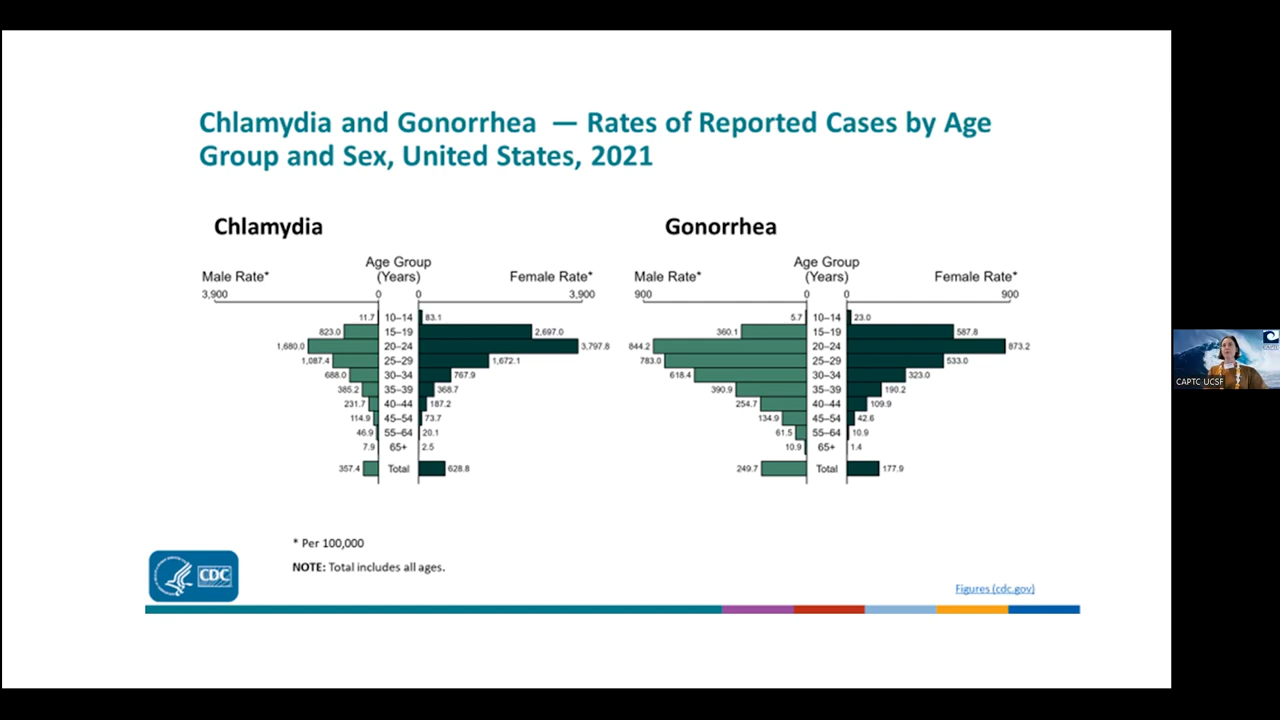 Chlamydia and Gonorrhea — Rates of Reported Cases by Age
Group and Sex, United States, 2021
Chlamydia
Age Group
(Years)
Male Rate*
Female Rate*
3,900 0 0 3,900
11.7 10–14 83.1
823.0 15–19 2,697.0
1,680.0 20–24 3,797.8
1,087.4 25–29 1,672.1
688.0 30–34 767.9
385.2 35–39 368.7
231.7 40–44 187.2
114.9 45–54 73.7
46.9 55–64 20.1
7.9 65+ 2.5
357.4 Total 628.8
Gonorrhea
Age Group
(Years)
Male Rate*
Female Rate*
900 0 0 900
5.7 10–14 23.0
360.1 15–19 587.8
844.2 20–24 873.2
783.0 25–29 533.0
618.4 30–34 323.0
390.9 35–39 190.2
254.7 40–44 109.9
134.9 45–54 42.6
61.5 55–64 10.9
10.9 65+ 1.4
249.7 Total 177.9
* Per 100,000
NOTE: Total includes all ages.
CDC
Figures (cdc.gov)
CAPTC UCSF